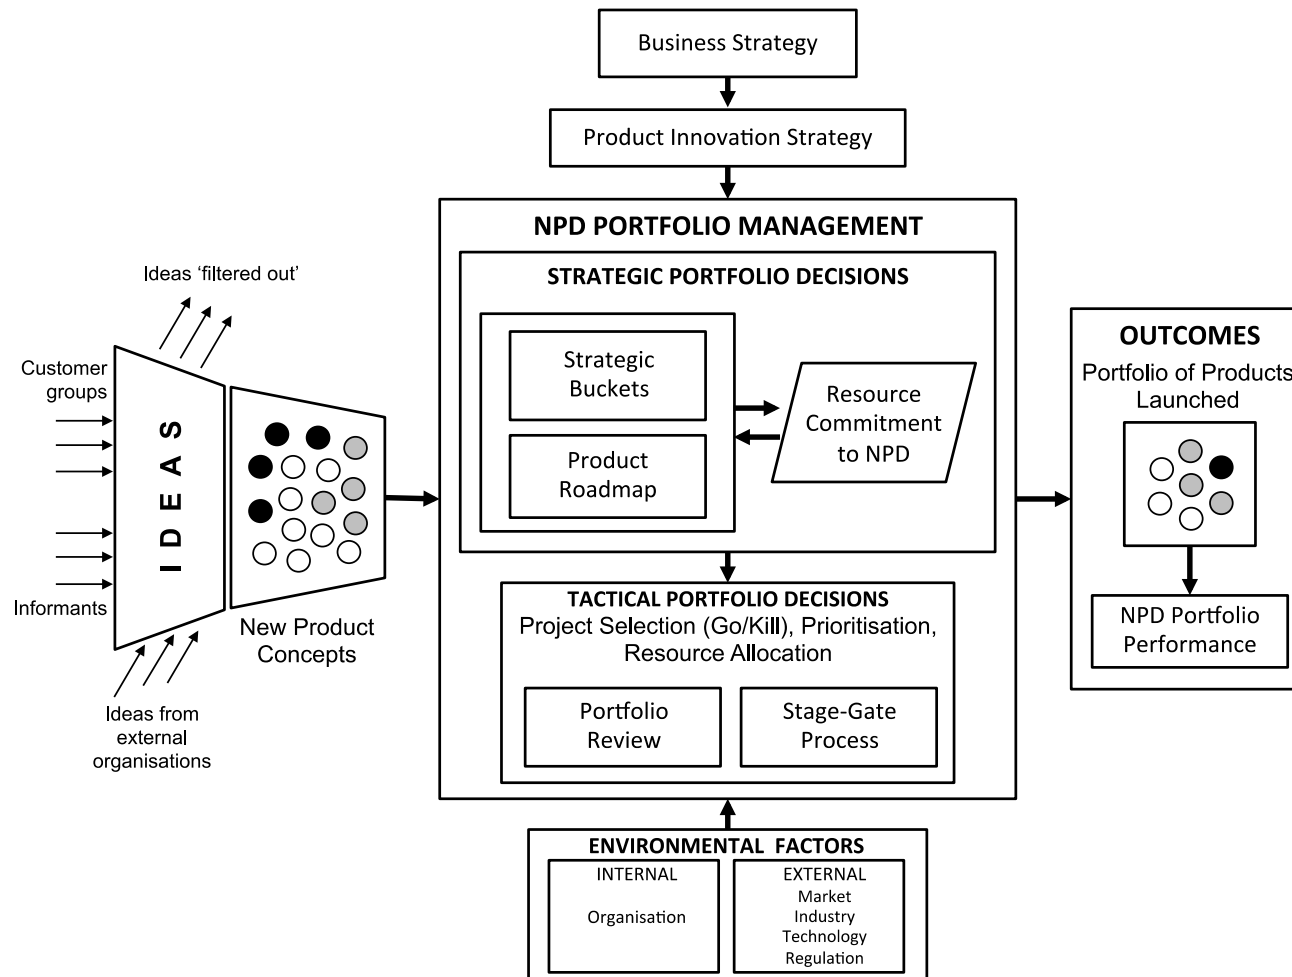 Business Strategy
Product Innovation Strategy
NPD PORTFOLIO MANAGEMENT
STRATEGIC PORTFOLIO DECISIONS
Strategic
Buckets
Product
Roadmap
Resource
Commitment
to NPD
TACTICAL PORTFOLIO DECISIONS
Project Selection (Go/Kill), Prioritisation,
Resource Allocation
Portfolio
Review
Stage-Gate
Process
Ideas ‘filtered out’
Customer
groups
IDEAS
Informants
New Product
Concepts
Ideas from
external
organisations
OUTCOMES
Portfolio of Products
Launched
NPD Portfolio
Performance
ENVIRONMENTAL FACTORS
INTERNAL
Organisation
EXTERNAL
Market
Industry
Technology
Regulation